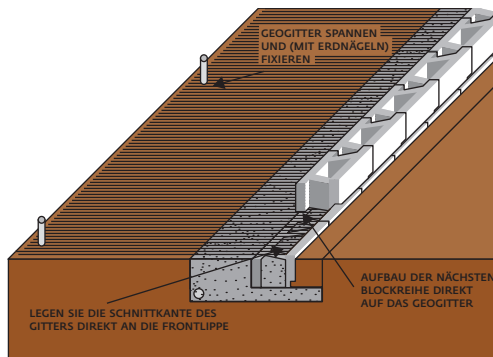 GEOGITTER SPANNEN
UND (MIT ERDNÄGELN)
FIXIEREN
AUFBAU DER NÄCHSTEN
BLOCKREIHE DIREKT
AUF DAS GEOGITTER
LEGEN SIE DIE SCHNITTKANTE DES
GITTERS DIREKT AN DIE FRONTLIPPE